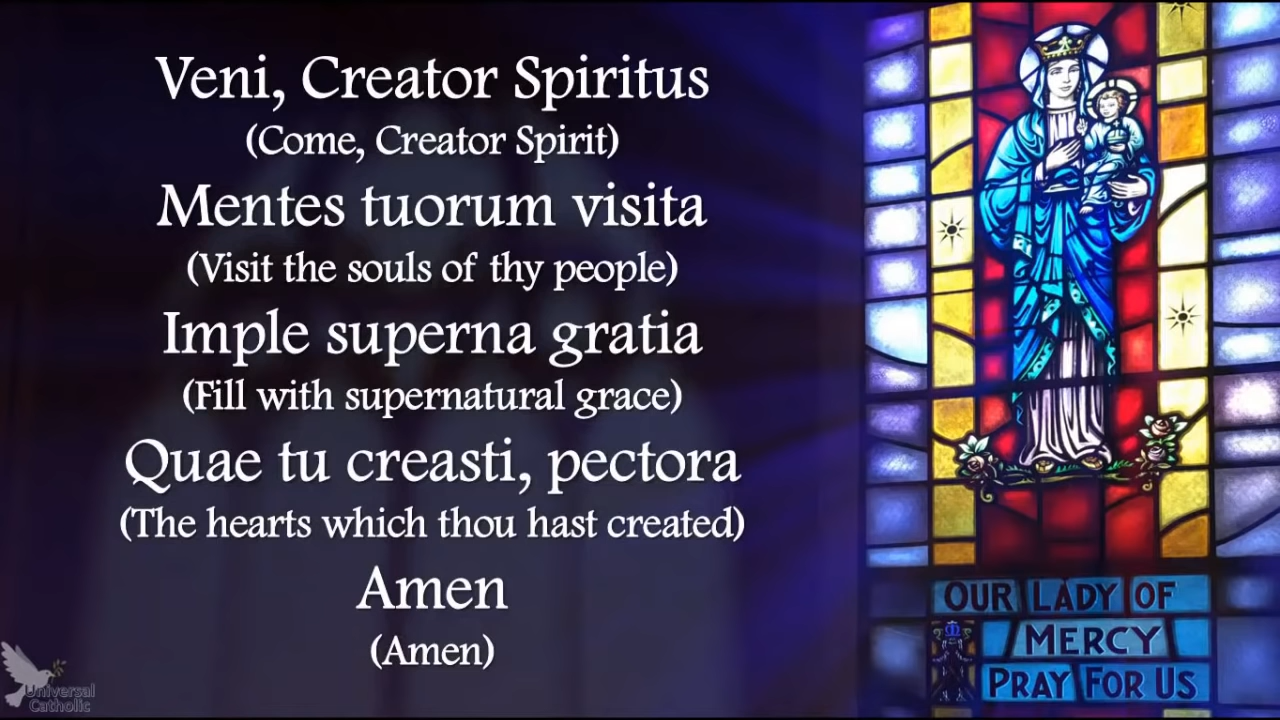 Veni, Creator Spiritus
(Come, Creator Spirit)
Mentes tuorum visita
(Visit the souls of thy people)
Imple superna gratia
(Fill with supernatural grace)
Quae tu creasti, pectora
(The hearts which thou hast created)
Amen
(Amen)
OUR LADY OF
MERCY
PRAY FOR US
Universal
Catholic